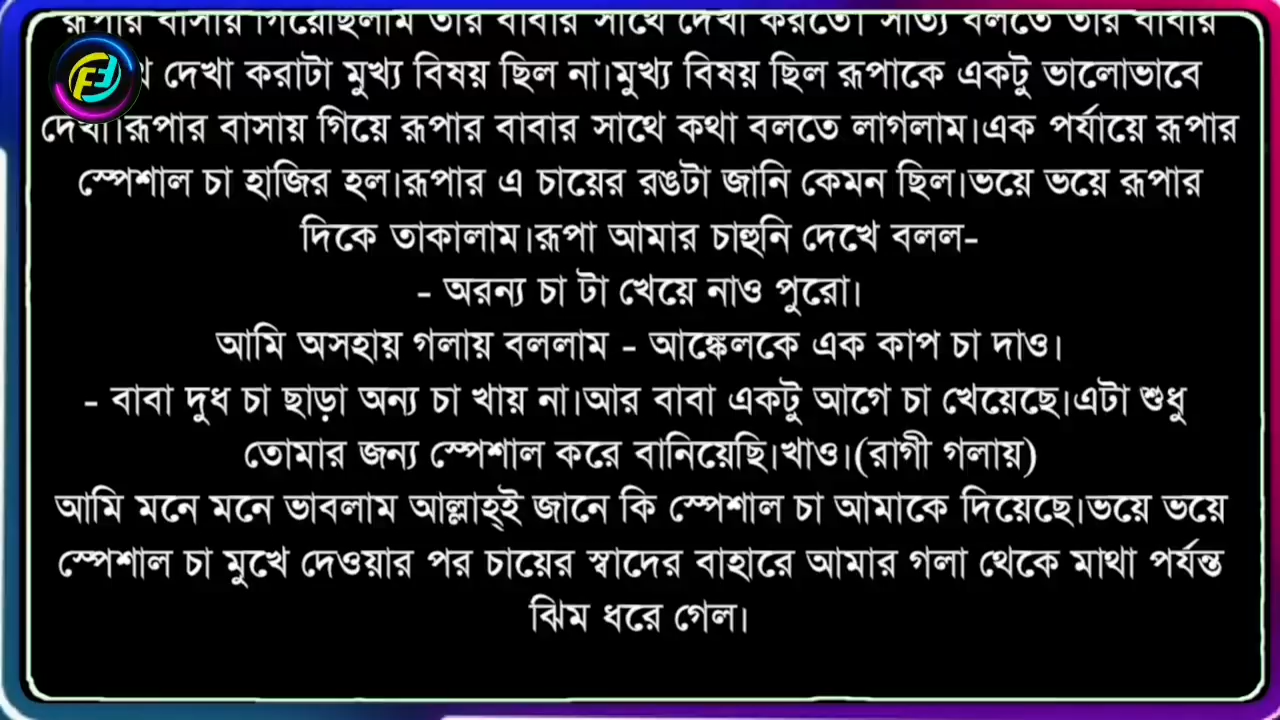 রূপার বাসায় গিয়েছিলাম তার বাবার সাথে দেখা করতে। সত্যি বলতে তার বাবার
দেখা করাটা মুখ্য বিষয় ছিল না।মুখ্য বিষয় ছিল রূপাকে একটু ভালোভাবে
দেখা।রূপার বাসায় গিয়ে রূপার বাবার সাথে কথা বলতে লাগলাম।এক পর্যায়ে রূপার
স্পেশাল চা হাজির হল।রূপার এ চায়ের রঙটা জানি কেমন ছিল।ভয়ে ভয়ে রূপার
দিকে তাকালাম।রূপা আমার চাহুনি দেখে বলল-
- অরন্য চা টা খেয়ে নাও পুরো।
আমি অসহায় গলায় বললাম - আঙ্কেলকে এক কাপ চা দাও।
- বাবা দুধ চা ছাড়া অন্য চা খায় না।আর বাবা একটু আগে চা খেয়েছে।এটা শুধু
তোমার জন্য স্পেশাল করে বানিয়েছি।খাও।(রাগী গলায়)
আমি মনে মনে ভাবলাম আল্লাহ্ই জানে কি স্পেশাল চা আমাকে দিয়েছে।ভয়ে ভয়ে
স্পেশাল চা মুখে দেওয়ার পর চায়ের স্বাদের বাহারে আমার গলা থেকে মাথা পর্যন্ত
ঝিম ধরে গেল।